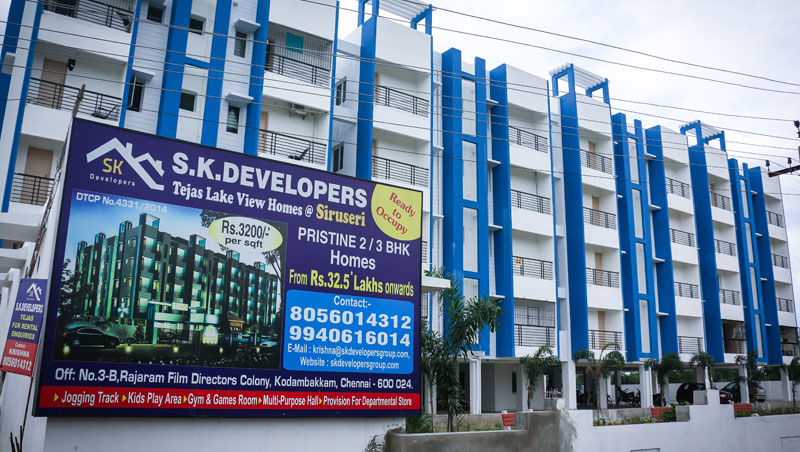 SK
Developers
S.K.DEVELOPERS
Tejas Lake View Homes @ Siruseri
DTCP No.4331/2014
Rs.3200/-
per sqft
Ready to
Occupy
PRISTINE 2 / 3 BHK
Homes
From Rs.32.5* Lakhs onwards
Contact:-
8056014312
9940616014
E-Mail : krishna@skdevelopersgroup.com,
Website : skdevelopersgroup.com
Off: No.3-B,Rajaram Film Directors Colony, Kodambakkam, Chennai - 600 024.
Jogging Track Kids Play Area Gym & Games Room Multi-Purpose Hall Provision For Departmental Store
S.K.DEVELOPERS
TEJAS
FOR RENTAL
ENQUIRIES
CONTACT:
KRISHNA
8056014312